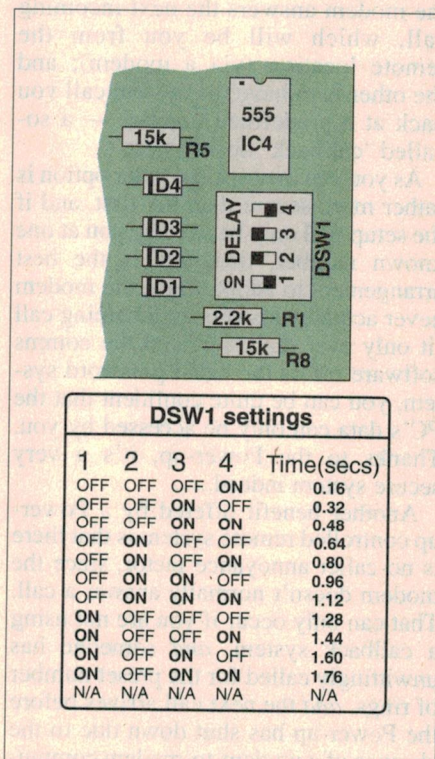 555
IC4
15k R5
D4
D3
D2
D1
DELAY
ON
1 2 3 4
DSW1
2.2k R1
15k R8
DSW1 settings
1 2 3 4 Time(secs)
OFF OFF OFF ON 0.16
OFF OFF ON OFF 0.32
OFF OFF ON ON 0.48
OFF ON OFF OFF 0.64
OFF ON OFF ON 0.80
OFF ON ON OFF 0.96
OFF ON ON ON 1.12
ON OFF OFF OFF 1.28
ON OFF OFF ON 1.44
ON OFF ON OFF 1.60
ON OFF ON ON 1.76
N/A N/A N/A N/A N/A